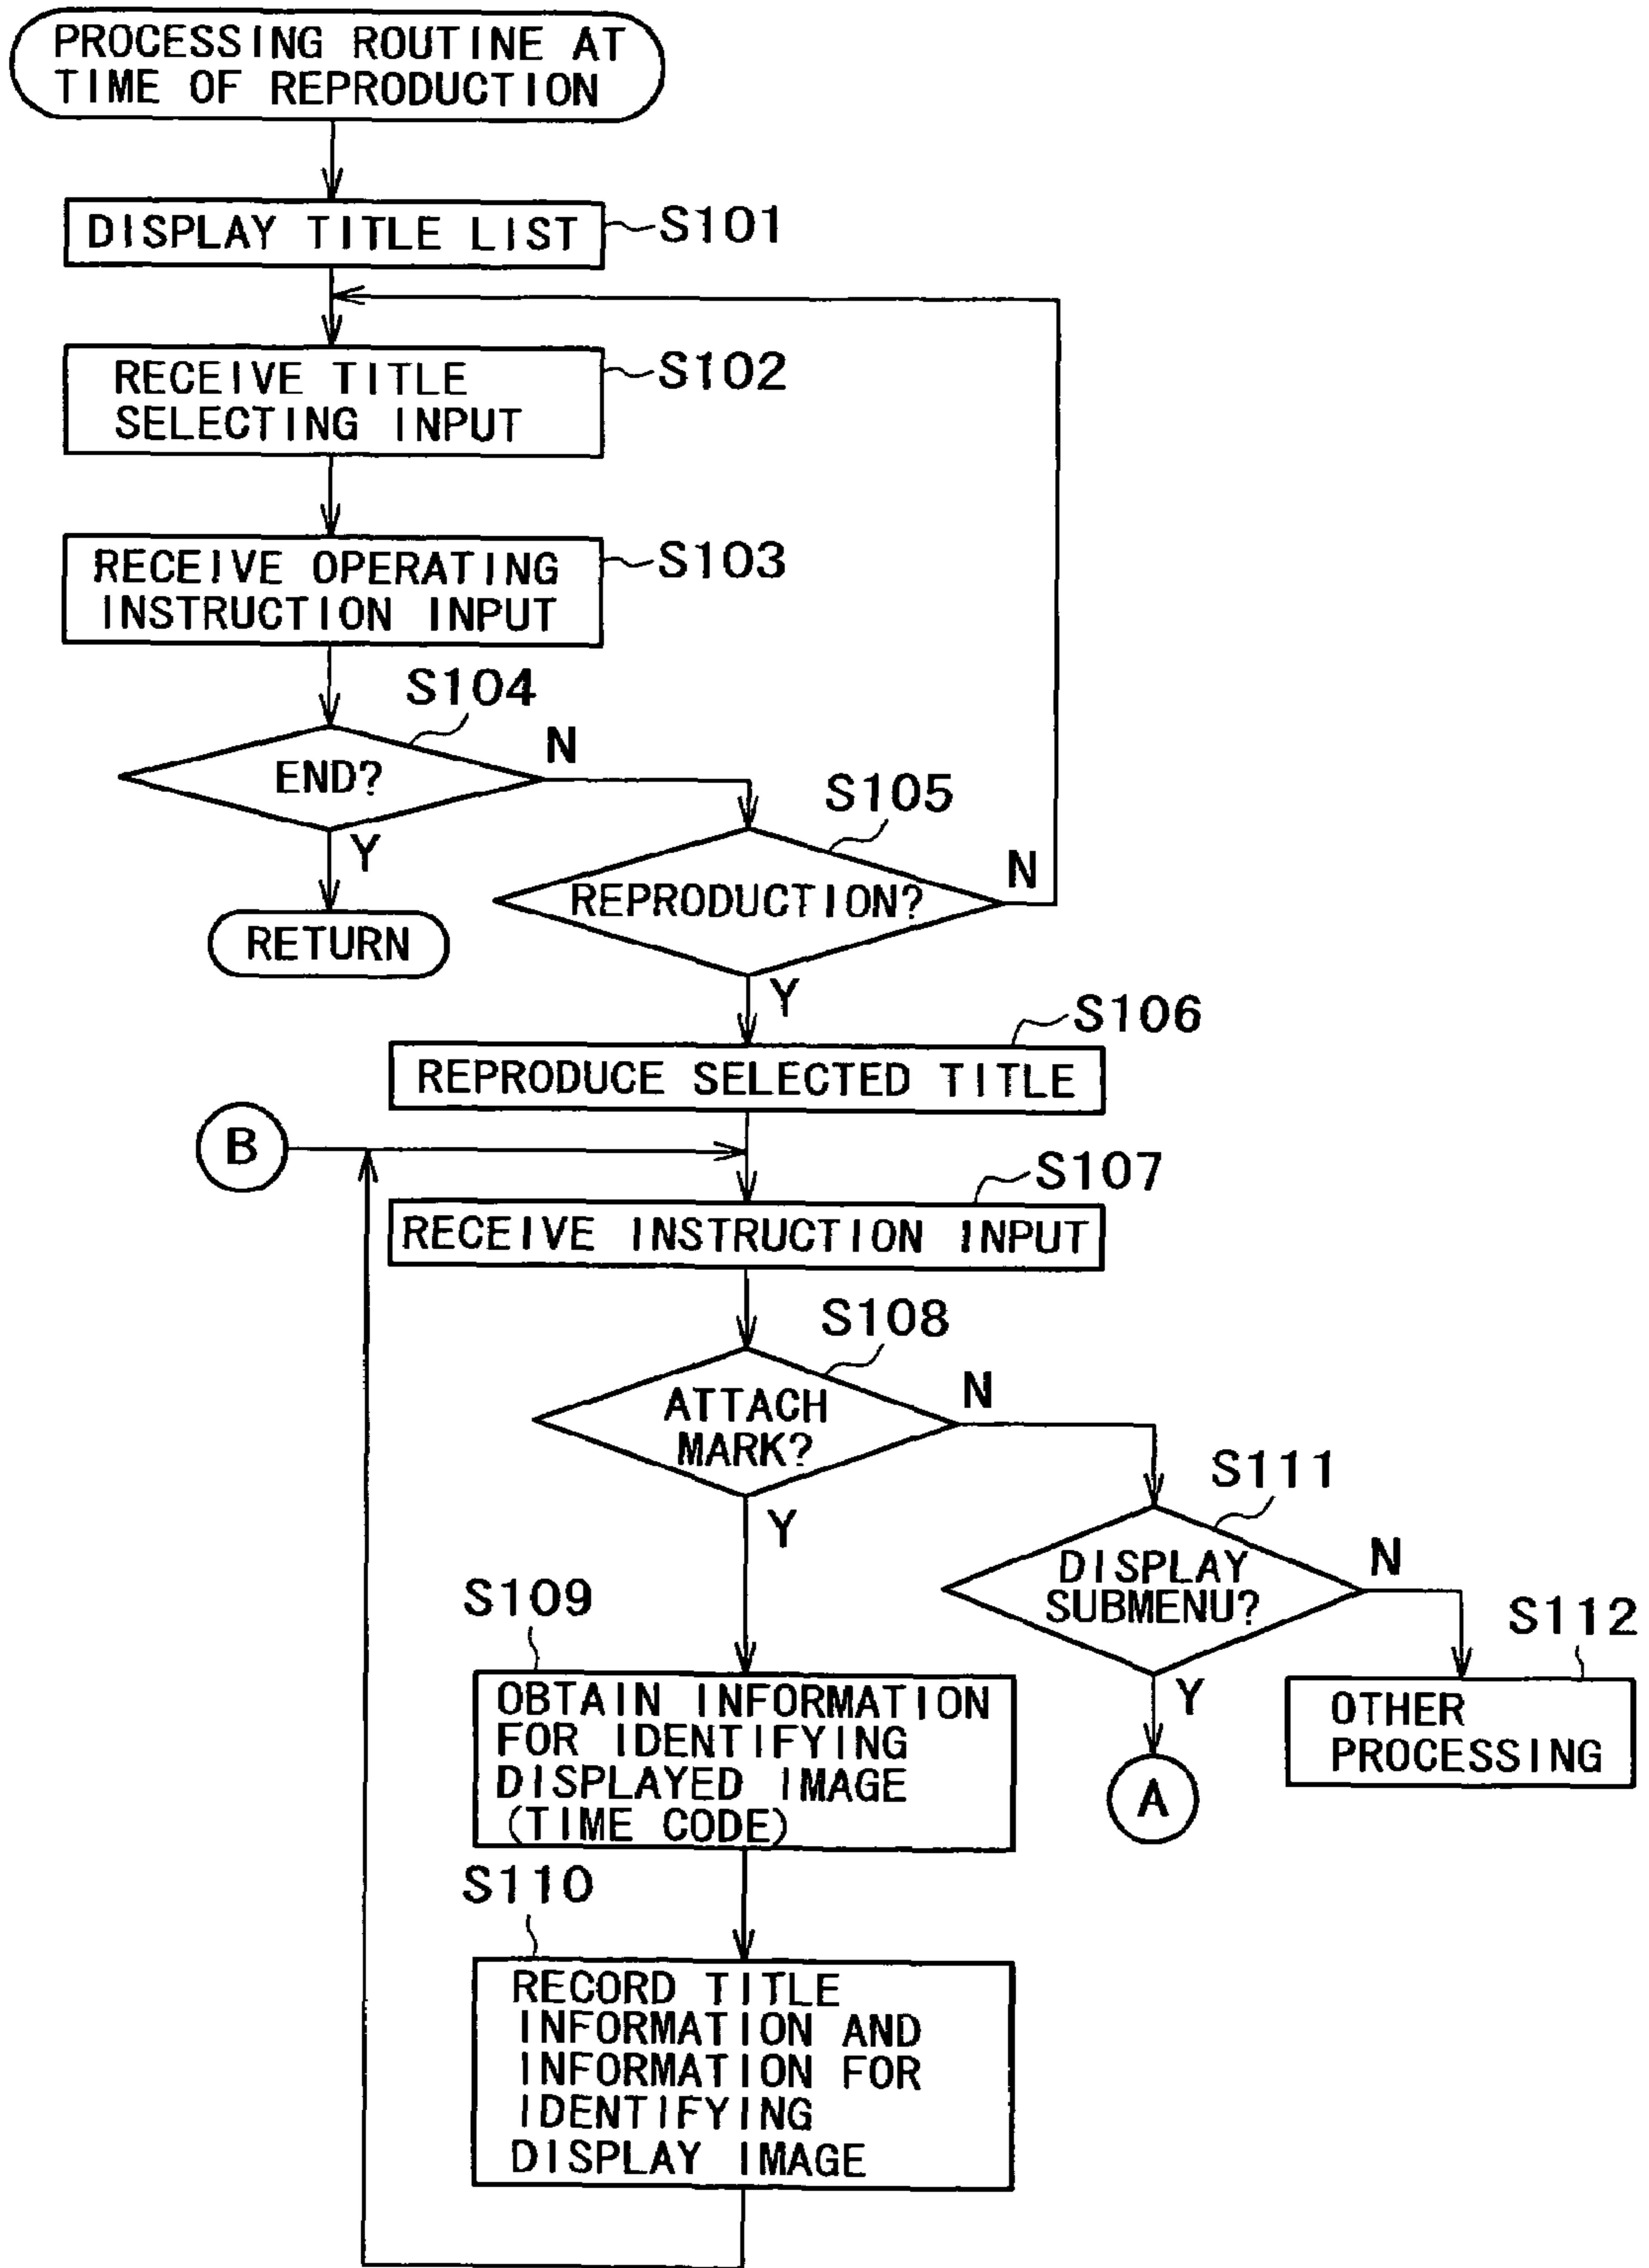 PROCESSING ROUTINE AT
TIME OF REPRODUCTION
DISPLAY TITLE LIST
S101
RECEIVE TITLE
SELECTING INPUT
S102
RECEIVE OPERATING
INSTRUCTION INPUT
S103
S104
END?
N
Y
RETURN
S105
REPRODUCTION?
N
Y
S106
REPRODUCE SELECTED TITLE
B
S107
RECEIVE INSTRUCTION INPUT
S108
ATTACH
MARK?
N
Y
S111
DISPLAY
SUBMENU?
N
Y
A
S112
OTHER
PROCESSING
S109
OBTAIN INFORMATION
FOR IDENTIFYING
DISPLAYED IMAGE
(TIME CODE)
S110
RECORD TITLE
INFORMATION AND
INFORMATION FOR
IDENTIFYING
DISPLAY IMAGE